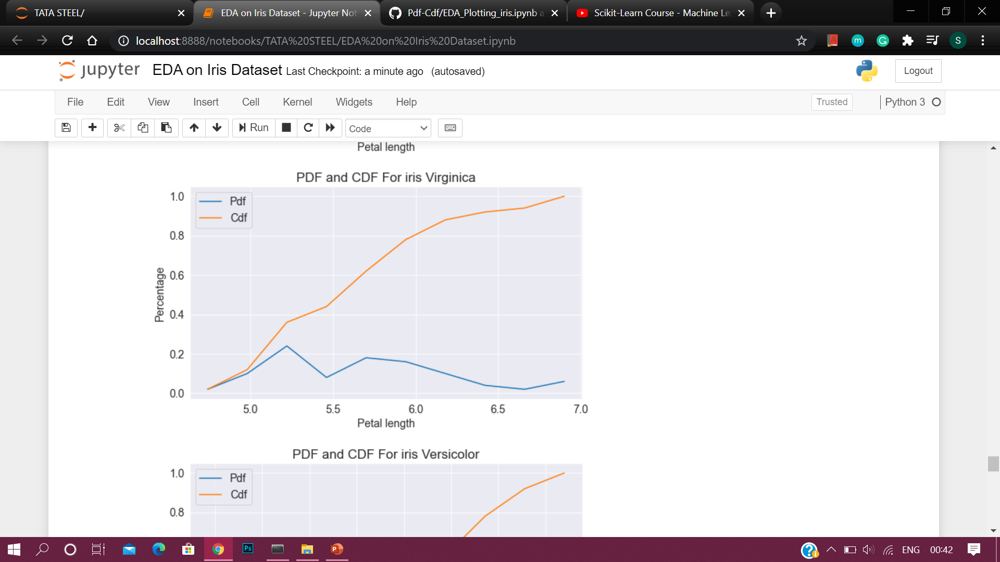 TATA STEEL/
EDA on Iris Dataset - Jupyter Not
Pdf-Cdf/EDA_Plotting_iris.ipynb a
Scikit-Learn Course - Machine Le
localhost:8888/notebooks/TATA%20STEEL/EDA%20on%20Iris%20Dataset.ipynb
m
G
S
jupyter EDA on Iris Dataset Last Checkpoint: a minute ago (autosaved)
Logout
File Edit View Insert Cell Kernel Widgets Help
Trusted
Python 3
Run
Code
Petal length
PDF and CDF For iris Virginica
Pdf
Cdf
1.0
0.8
0.6
0.4
0.2
0.0
Percentage
5.0 5.5 6.0 6.5 7.0
Petal length
PDF and CDF For iris Versicolor
Pdf
Cdf
1.0
0.8
Ps
P
ENG 00:42